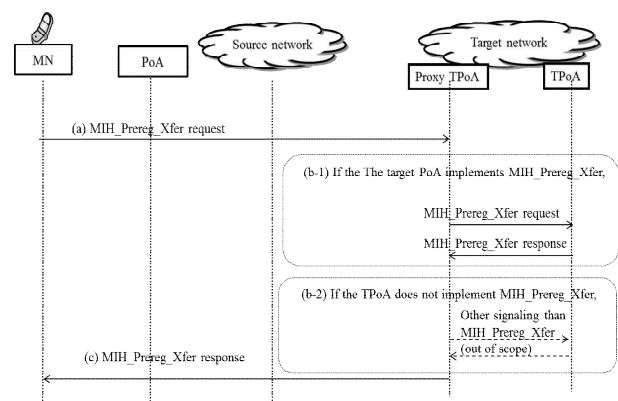 Source network
Target network
MN
PoA
Proxy TPoA
TPoA
(a) MIH_Prereg_Xfer request
(b-1) If the The target PoA implements MIH_Prereg_Xfer,
MIH_Prereg_Xfer request
MIH_Prereg_Xfer response
(b-2) If the TPoA does not implement MIH_Prereg_Xfer,
Other signaling than
MIH_Prereg_Xfer
(out of scope)
(c) MIH_Prereg_Xfer response